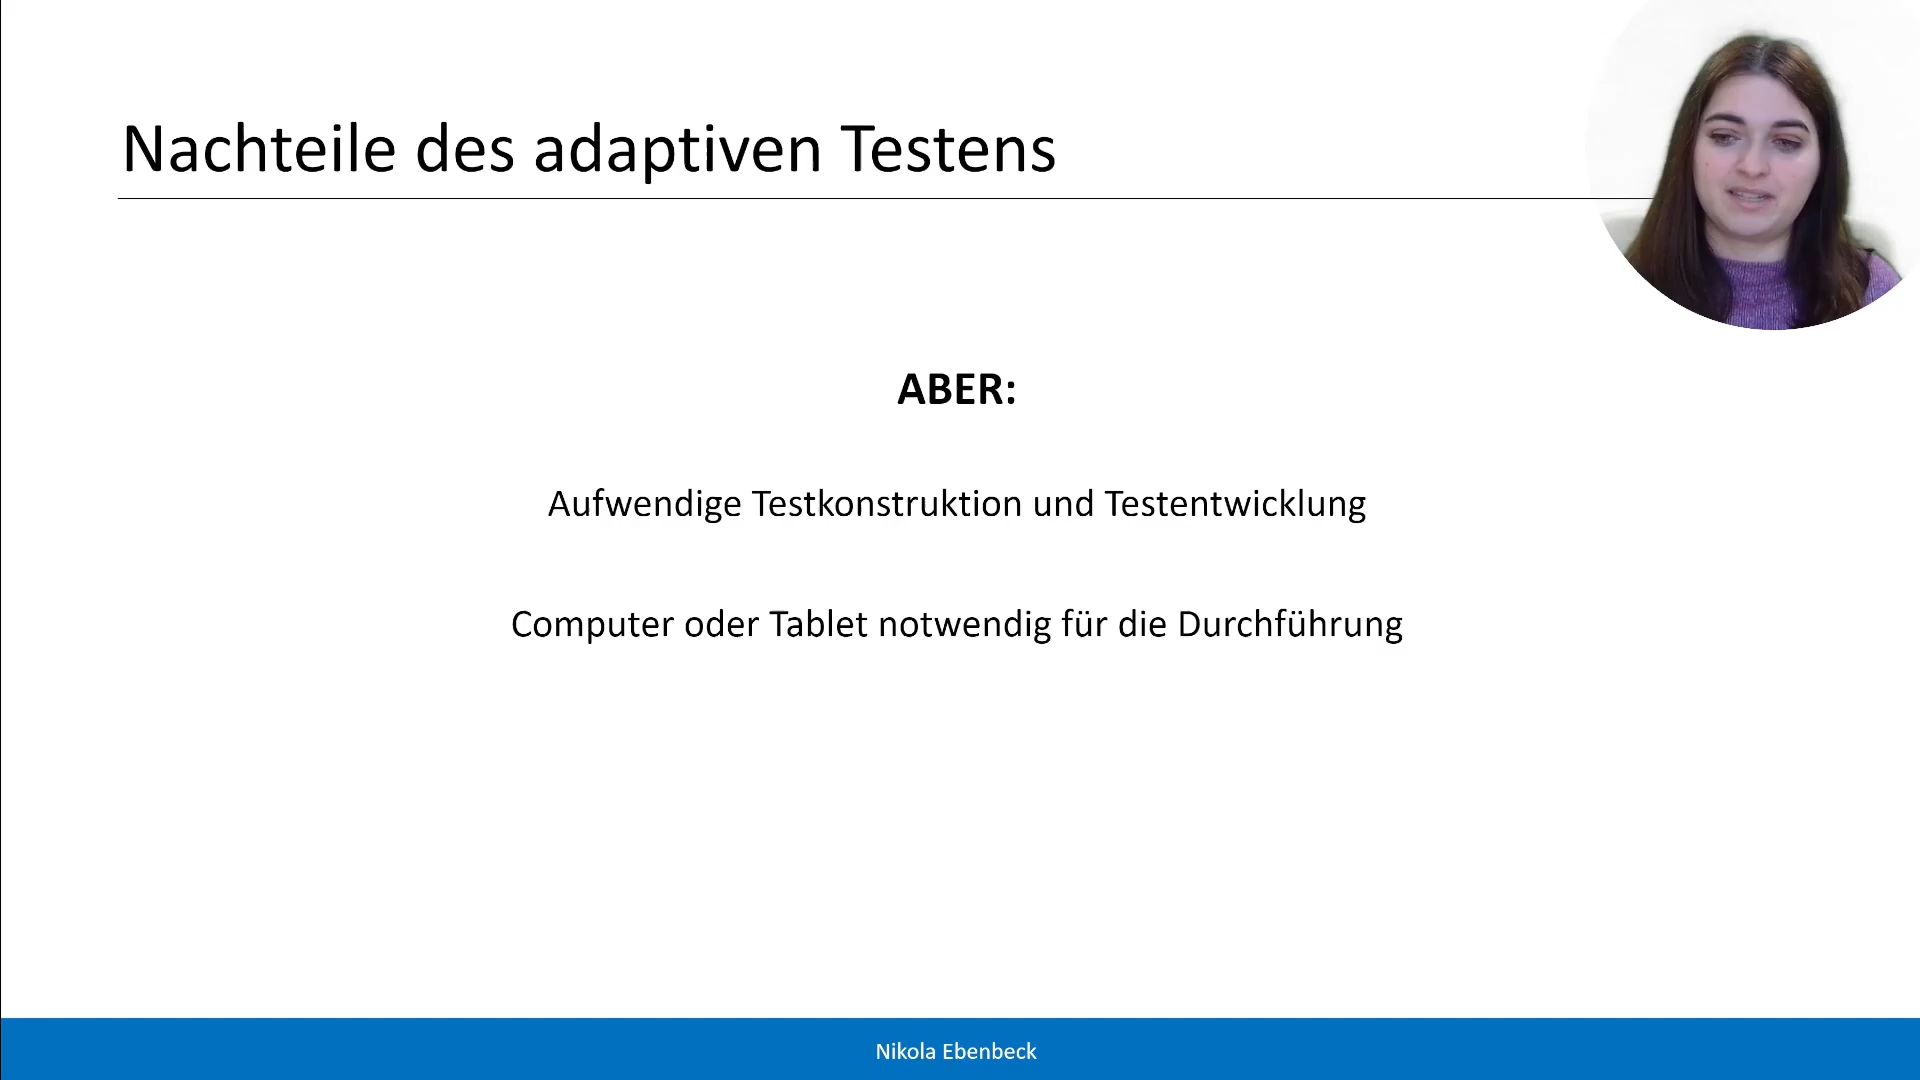 Nachteile des adaptiven Testens
ABER:
Aufwendige Testkonstruktion und Testentwicklung
Computer oder Tablet notwendig für die Durchführung
Nikola Ebenbeck